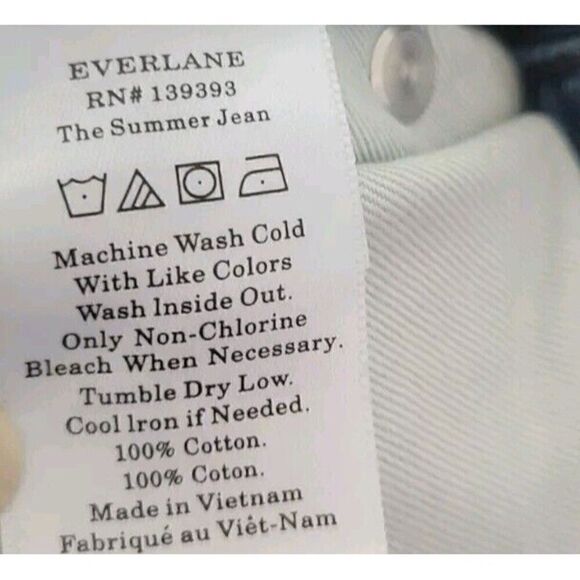 EVERLANE
RN# 139393
The Summer Jean
Machine Wash Cold
With Like Colors
Wash Inside Out.
Only Non-Chlorine
Bleach When Necessary.
Tumble Dry Low.
Cool Iron if Needed.
100% Cotton.
100% Coton.
Made in Vietnam
Fabriqué au Viêt-Nam